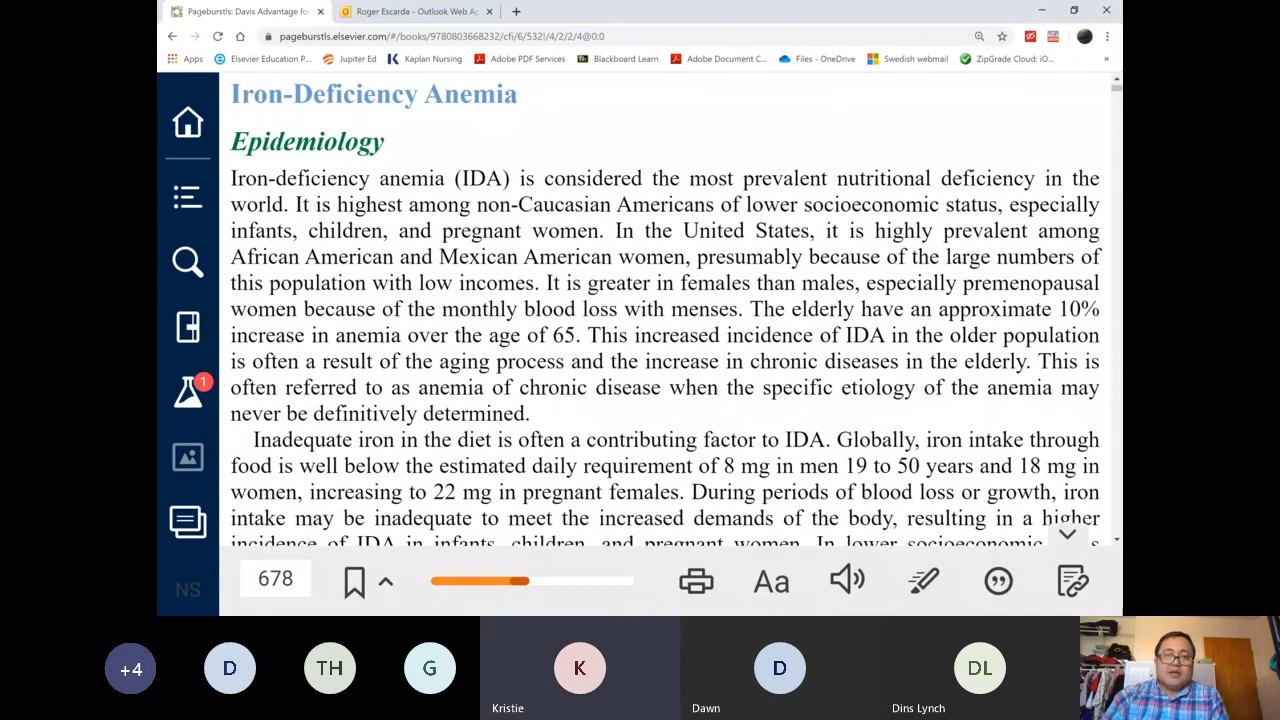 Pageburstls: Davis Advantage fo
Roger Escarda - Outlook Web A
pageburstls.elsevier.com/#/books/9780803668232/cfi/6/532!/4/2/2/4@0:0
Apps Elsevier Education P... Jupiter Ed Kaplan Nursing Adobe PDF Services Blackboard Learn Adobe Document C... Files - OneDrive Swedish webmail ZipGrade Cloud: iO...
Iron-Deficiency Anemia
Epidemiology
Iron-deficiency anemia (IDA) is considered the most prevalent nutritional deficiency in the
world. It is highest among non-Caucasian Americans of lower socioeconomic status, especially
infants, children, and pregnant women. In the United States, it is highly prevalent among
African American and Mexican American women, presumably because of the large numbers of
this population with low incomes. It is greater in females than males, especially premenopausal
women because of the monthly blood loss with menses. The elderly have an approximate 10%
increase in anemia over the age of 65. This increased incidence of IDA in the older population
is often a result of the aging process and the increase in chronic diseases in the elderly. This is
often referred to as anemia of chronic disease when the specific etiology of the anemia may
never be definitively determined.
Inadequate iron in the diet is often a contributing factor to IDA. Globally, iron intake through
food is well below the estimated daily requirement of 8 mg in men 19 to 50 years and 18 mg in
women, increasing to 22 mg in pregnant females. During periods of blood loss or growth, iron
intake may be inadequate to meet the increased demands of the body, resulting in a higher
incidence of IDA in infants, children, and pregnant women. In lower socioeconomic
1
NS
678
Aa
+4
D
TH
G
K
D
DL
Kristie
Dawn
Dins Lynch